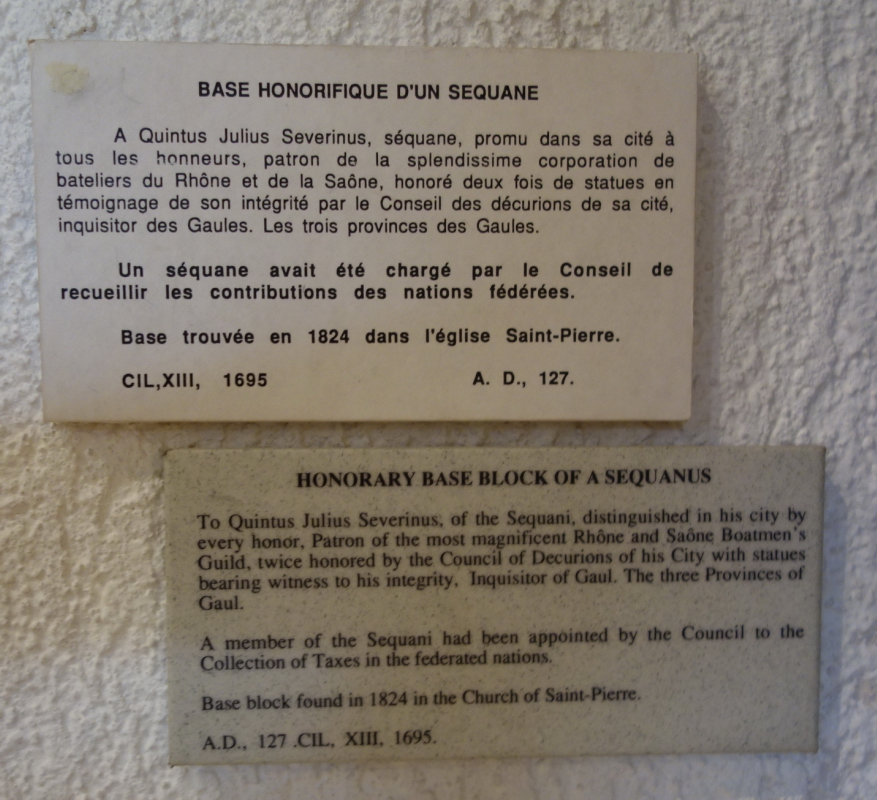 BASE HONORIFIQUE D'UN SEQUANE
A Quintus Julius Severinus, séquane, promu dans sa cité à
tous les honneurs, patron de la splendissime corporation de
bateliers du Rhône et de la Saône, honoré deux fois de statues en
témoignage de son intégrité par le Conseil des décurions de sa cité,
inquisitor des Gaules. Les trois provinces des Gaules.
Un séquane avait été chargé par le Conseil de
recueillir les contributions des nations fédérées.
Base trouvée en 1824 dans l'église Saint-Pierre.
CIL,XIII, 1695 A. D., 127.
HONORARY BASE BLOCK OF A SEQUANUS
To Quintus Julius Severinus, of the Sequani, distinguished in his city by
every honor, Patron of the most magnificent Rhône and Saône Boatmen's
Guild, twice honored by the Council of Decurions of his City with statues
bearing witness to his integrity, Inquisitor of Gaul. The three Provinces of
Gaul.
A member of the Sequani had been appointed by the Council to the
Collection of Taxes in the federated nations.
Base block found in 1824 in the Church of Saint-Pierre.
A.D., 127 .CIL, XIII, 1695.